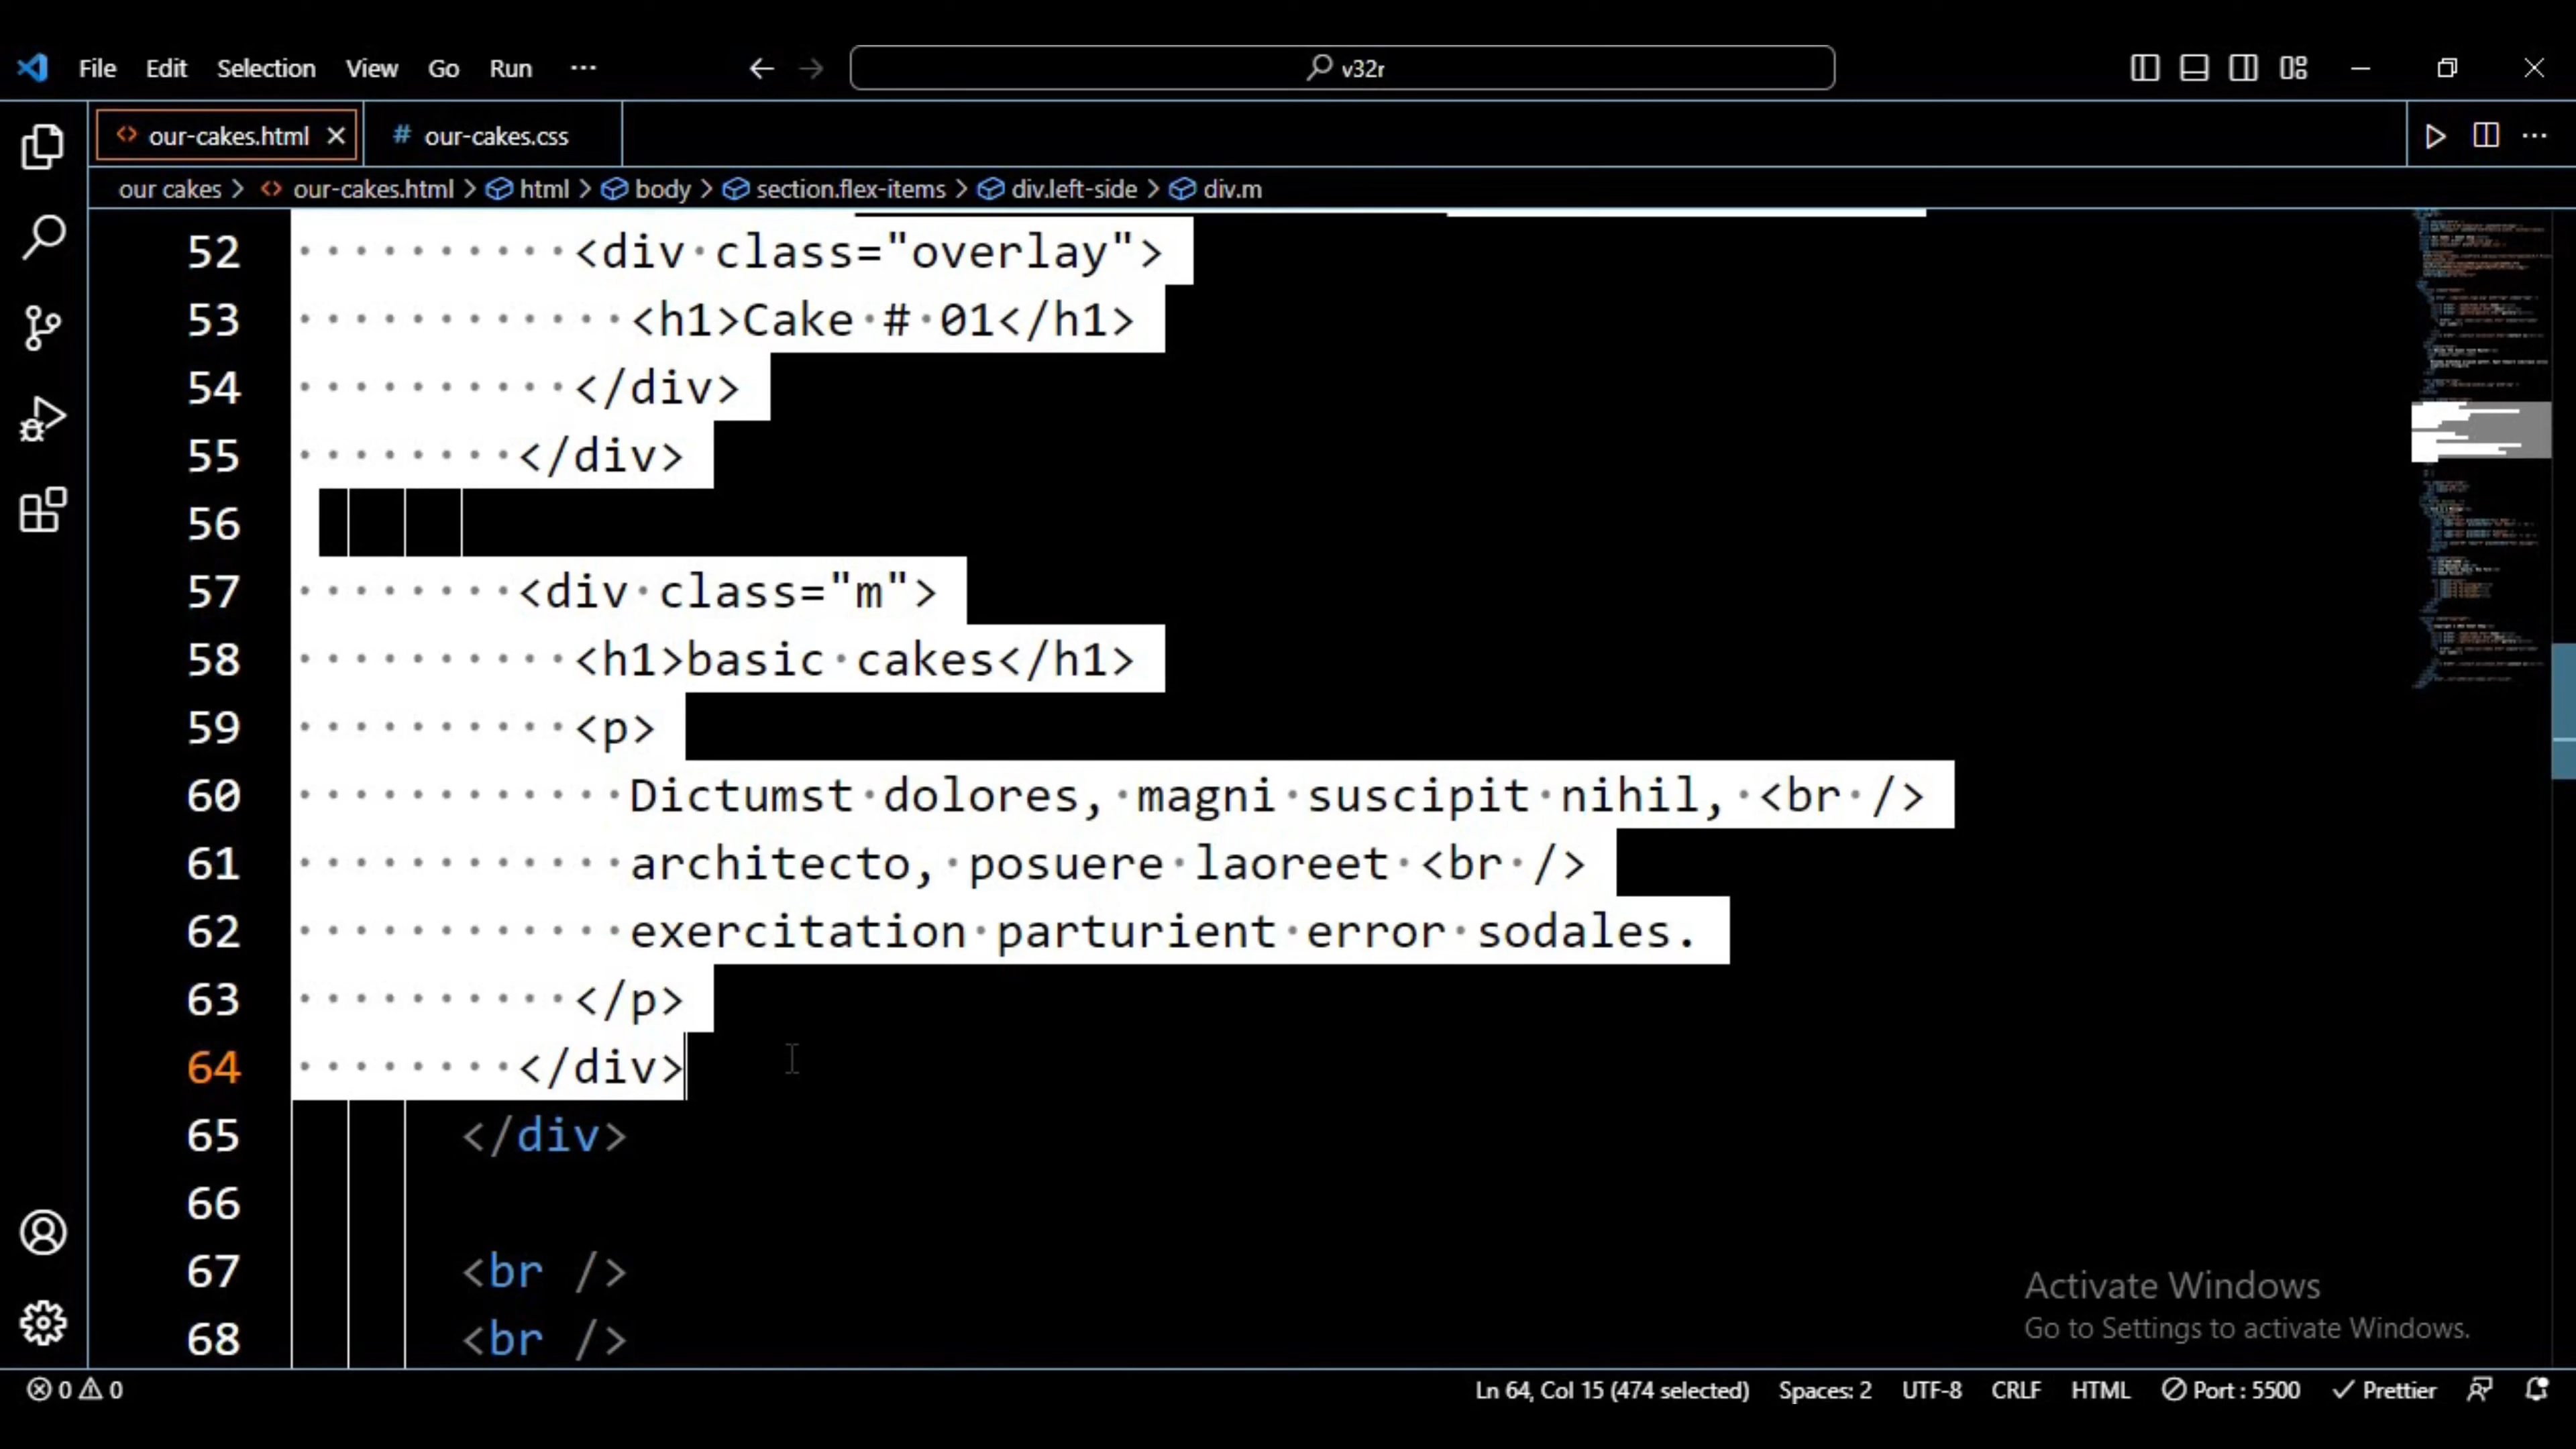 File Edit Selection View Go Run ··· v32r
our-cakes.html # our-cakes.css
our cakes > our-cakes.html > html > body > section.flex-items > div.left-side > div.m
52 <div class="overlay">
53 <h1>Cake # 01</h1>
54 </div>
55 </div>
56
57 <div class="m">
58 <h1>basic cakes</h1>
59 <p>
60 Dictumst dolores, magni suscipit nihil, <br />
61 architecto, posuere laoreet <br />
62 exercitation parturient error sodales.
63 </p>
64 </div>
65 </div>
66
67 <br />
68 <br />
Activate Windows
Go to Settings to activate Windows.
0 0 Ln 64, Col 15 (474 selected) Spaces: 2 UTF-8 CRLF HTML Port : 5500 Prettier